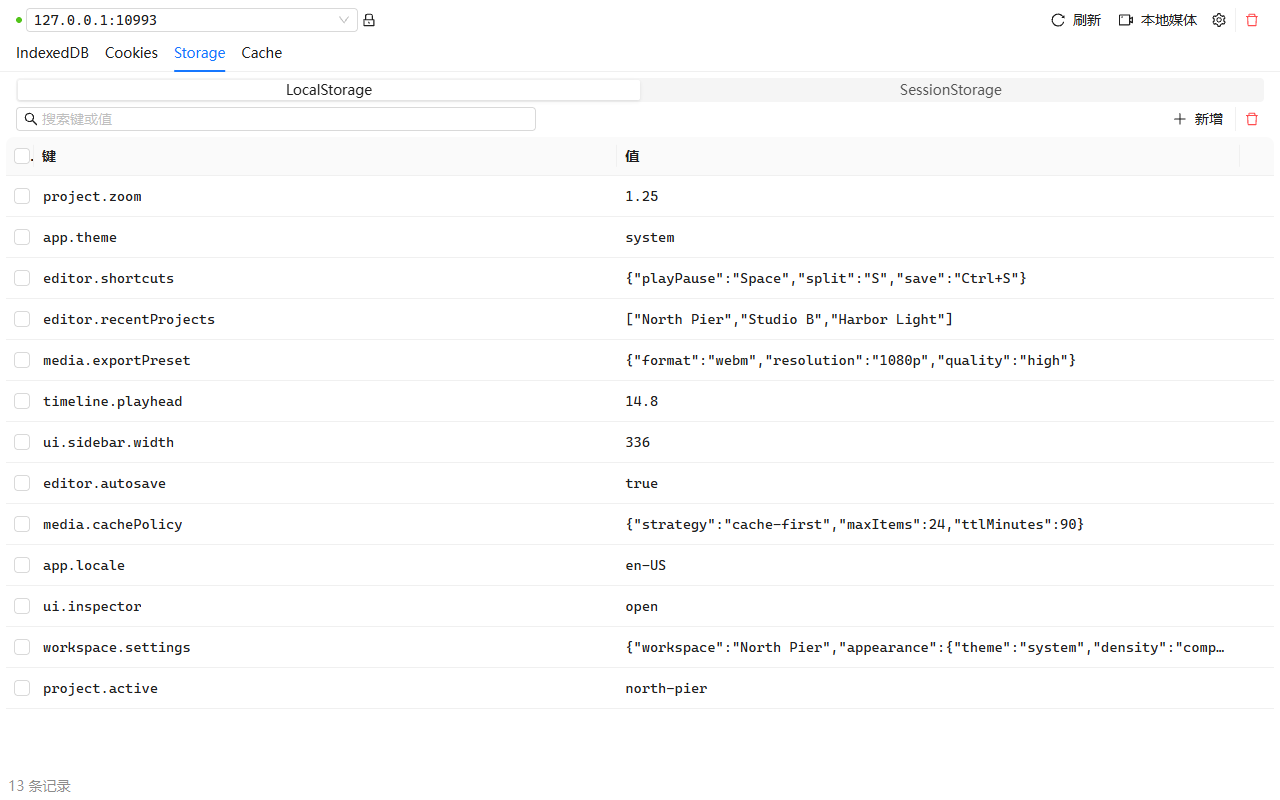 127.0.0.1:10993 刷新 本地媒体
IndexedDB Cookies Storage Cache
LocalStorage SessionStorage
搜索键或值 新增
键 值
project.zoom 1.25
app.theme system
editor.shortcuts {"playPause":"Space","split":"S","save":"Ctrl+S"}
editor.recentProjects ["North Pier","Studio B","Harbor Light"]
media.exportPreset {"format":"webm","resolution":"1080p","quality":"high"}
timeline.playhead 14.8
ui.sidebar.width 336
editor.autosave true
media.cachePolicy {"strategy":"cache-first","maxItems":24,"ttlMinutes":90}
app.locale en-US
ui.inspector open
workspace.settings {"workspace":"North Pier","appearance":{"theme":"system","density":"comp…
project.active north-pier
13 条记录